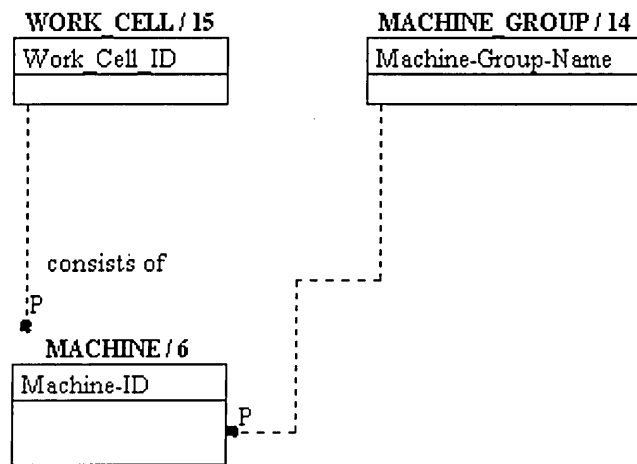 WORK_CELL / 15
Work_Cell_ID
MACHINE_GROUP / 14
Machine-Group-Name
consists of
P
MACHINE / 6
Machine-ID
P